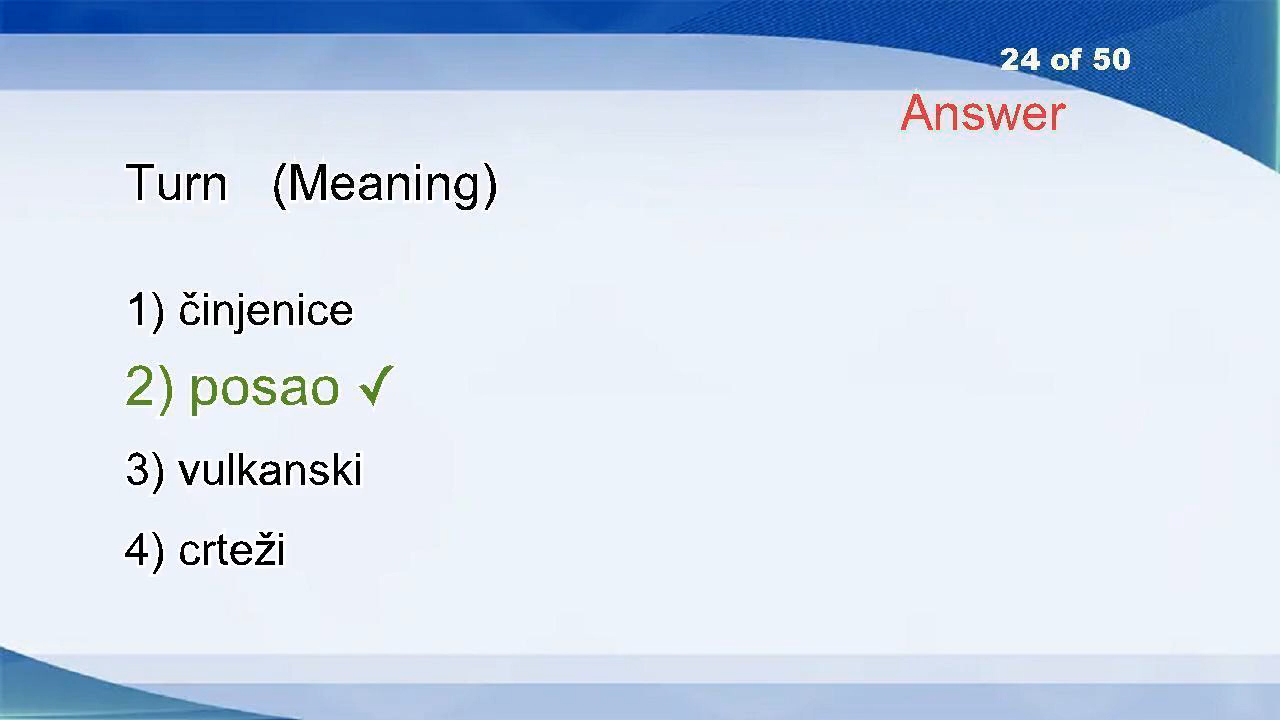 24 of 50
Answer
Turn (Meaning)
1) činjenice
2) posao ✓
3) vulkanski
4) crteži